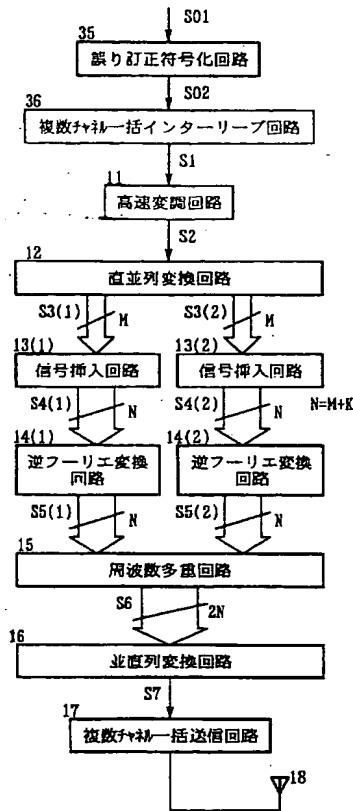 S01
35
誤り訂正符号化回路
S02
36
複数ﾁｬﾈﾙ一括インターリーブ回路
S1
11
高速変調回路
S2
12
直並列変換回路
S3(1) M S3(2) M
13(1) 13(2)
信号挿入回路 信号挿入回路
S4(1) N S4(2) N N=M+K
14(1) 14(2)
逆フーリエ変換 逆フーリエ変換
回路 回路
S5(1) N S5(2) N
15
周波数多重回路
S6 2N
16
並直列変換回路
S7
17
複数ﾁｬﾈﾙ一括送信回路
18